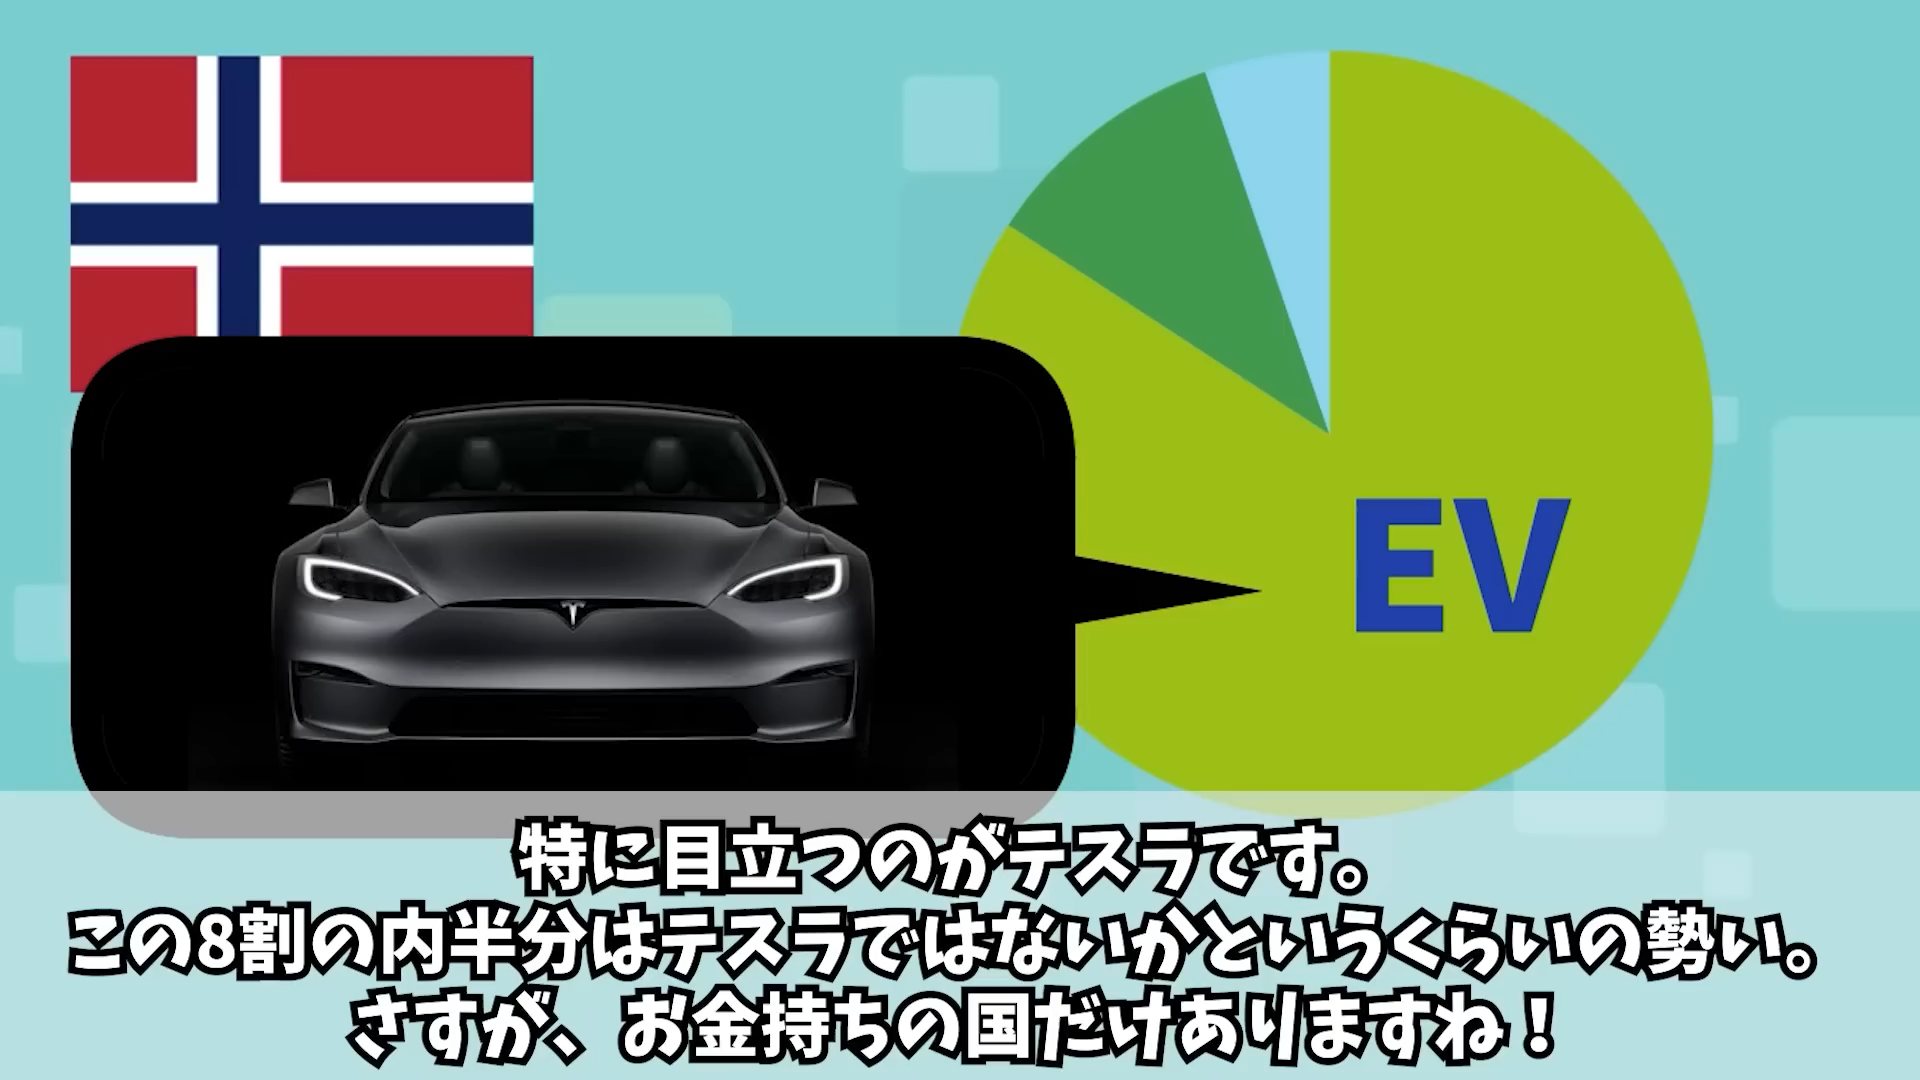 EV
特に目立つのがテスラです。
この8割の内半分はテスラではないかというくらいの勢い。
さすが、お金持ちの国だけありますね！